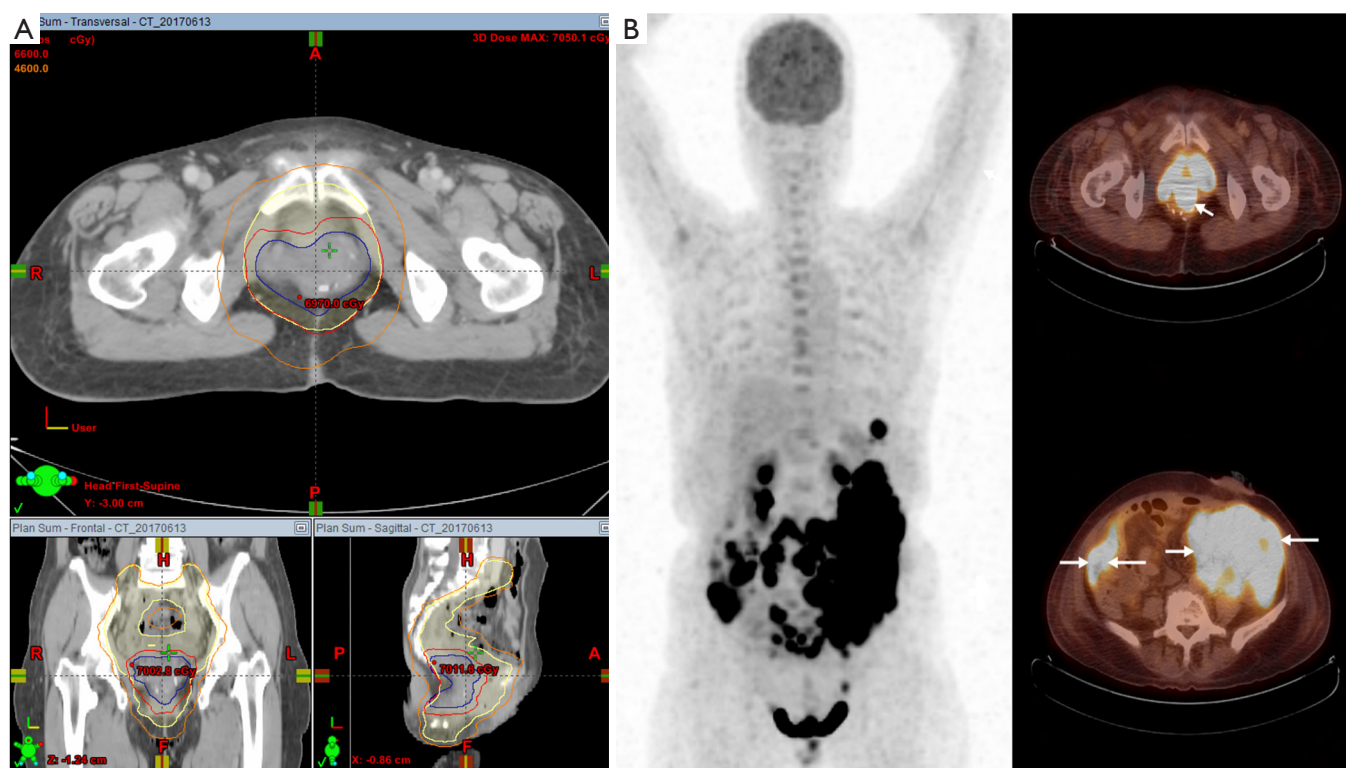 A
Sum - Transversal - CT_20170613
cGy)
3D Dose MAX: 7050.1 cGy
6600.0
4600.0
A
R
L
6970.0 cGy
User
Head First-Supine
Y: -3.00 cm
P
Plan Sum - Frontal - CT_20170613
H
R
L
7002.8 cGy
F
Z: -1.24 cm
Plan Sum - Sagittal - CT_20170613
H
P
A
7011.6 cGy
F
X: -0.86 cm
B